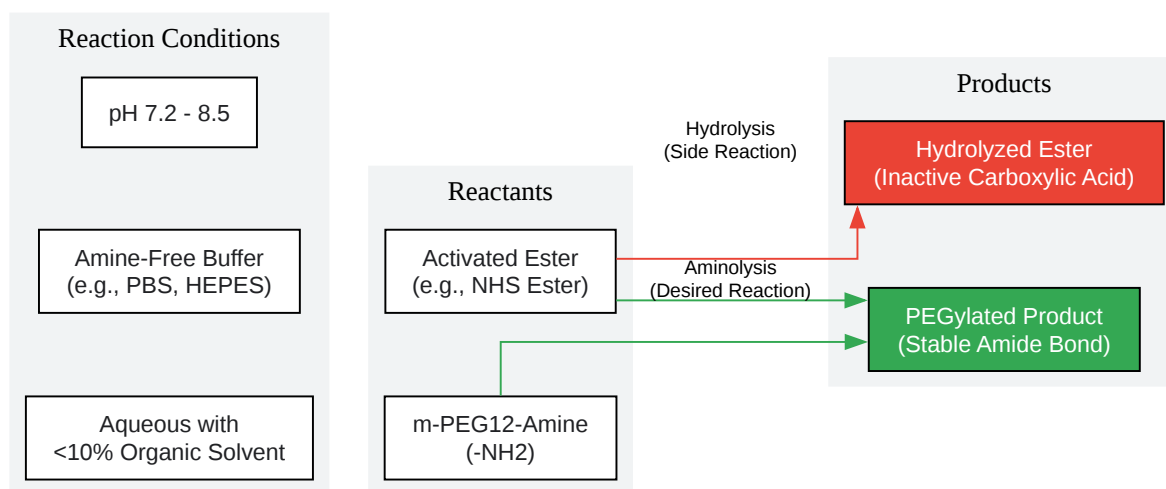 Reaction Conditions
pH 7.2 - 8.5
Amine-Free Buffer
(e.g., PBS, HEPES)
Aqueous with
<10% Organic Solvent
Reactants
Activated Ester
(e.g., NHS Ester)
m-PEG12-Amine
(-NH2)
Hydrolysis
(Side Reaction)
Aminolysis
(Desired Reaction)
Products
Hydrolyzed Ester
(Inactive Carboxylic Acid)
PEGylated Product
(Stable Amide Bond)